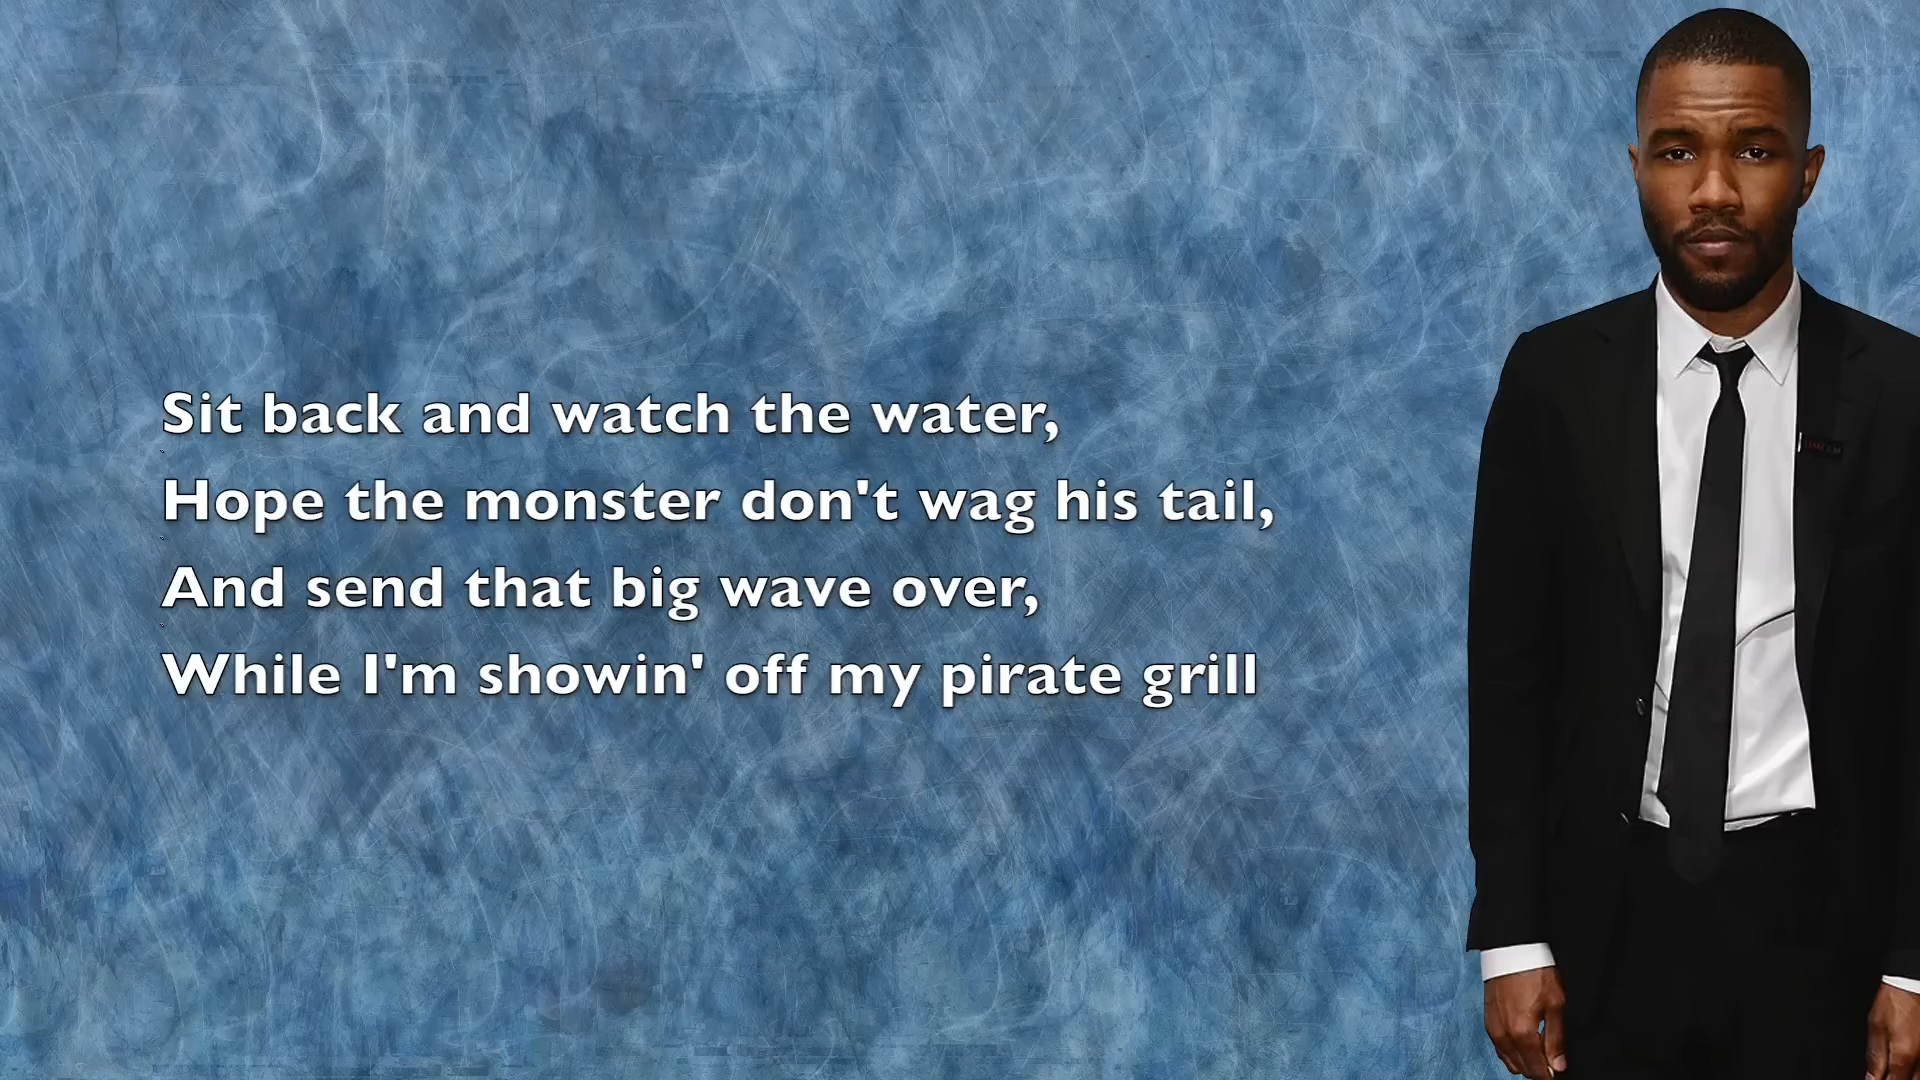 Sit back and watch the water,
Hope the monster don't wag his tail,
And send that big wave over,
While I'm showin' off my pirate grill